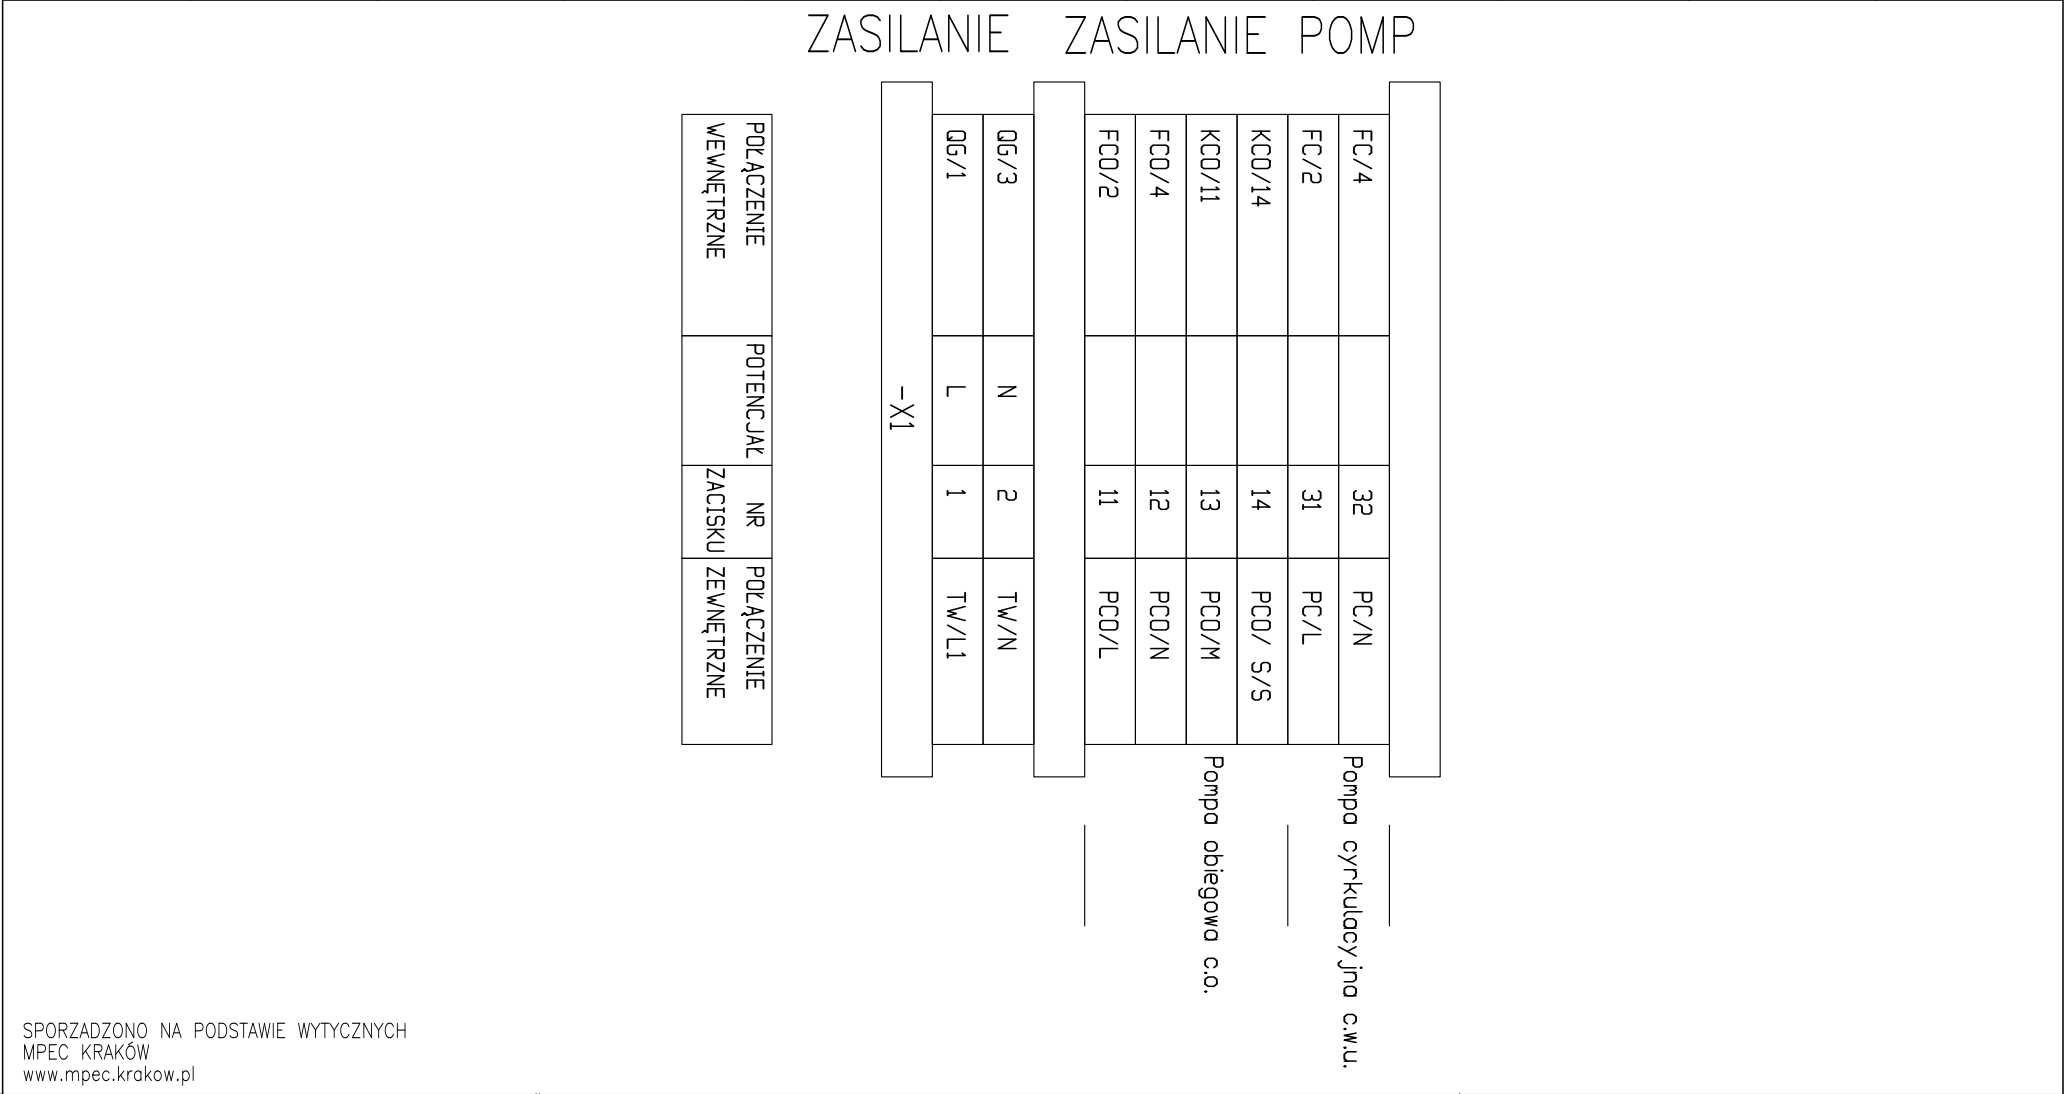 ZASILANIE
ZASILANIE POMP
POŁĄCZENIE
WEWNĘTRZNE
POTENCJAŁ
NR
ZACISKU
POŁĄCZENIE
ZEWNĘTRZNE
-X1
QG/1 L 1 TW/L1
QG/3 N 2 TW/N
FCO/2 11 PCO/L
FCO/4 12 PCO/N
KCO/11 13 PCO/M
KCO/14 14 PCO/ S/S
FC/2 31 PC/L
FC/4 32 PC/N
Pompa obiegowa c.o.
Pompa cyrkulacyjna c.w.u.
SPORZADZONO NA PODSTAWIE WYTYCZNYCH
MPEC KRAKÓW
www.mpec.krakow.pl